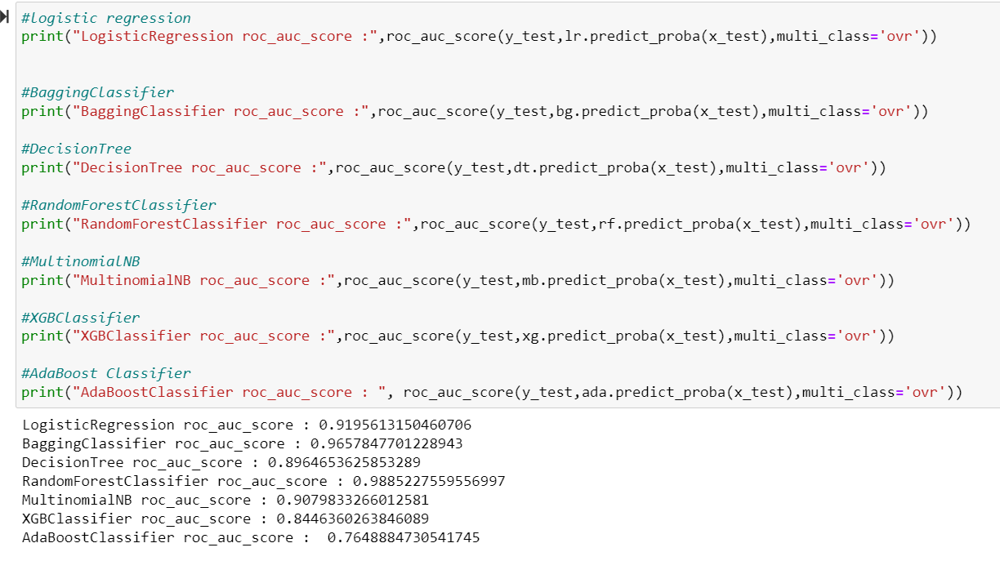 #logistic regression
print("LogisticRegression roc_auc_score :",roc_auc_score(y_test,lr.predict_proba(x_test),multi_class='ovr'))
#BaggingClassifier
print("BaggingClassifier roc_auc_score :",roc_auc_score(y_test,bg.predict_proba(x_test),multi_class='ovr'))
#DecisionTree
print("DecisionTree roc_auc_score :",roc_auc_score(y_test,dt.predict_proba(x_test),multi_class='ovr'))
#RandomForestClassifier
print("RandomForestClassifier roc_auc_score :",roc_auc_score(y_test,rf.predict_proba(x_test),multi_class='ovr'))
#MultinomialNB
print("MultinomialNB roc_auc_score :",roc_auc_score(y_test,mb.predict_proba(x_test),multi_class='ovr'))
#XGBClassifier
print("XGBClassifier roc_auc_score :",roc_auc_score(y_test,xg.predict_proba(x_test),multi_class='ovr'))
#AdaBoost Classifier
print("AdaBoostClassifier roc_auc_score : ", roc_auc_score(y_test,ada.predict_proba(x_test),multi_class='ovr'))
LogisticRegression roc_auc_score : 0.9195613150460706
BaggingClassifier roc_auc_score : 0.9657847701228943
DecisionTree roc_auc_score : 0.8964653625853289
RandomForestClassifier roc_auc_score : 0.9885227559556997
MultinomialNB roc_auc_score : 0.9079833266012581
XGBClassifier roc_auc_score : 0.8446360263846089
AdaBoostClassifier roc_auc_score :  0.7648884730541745